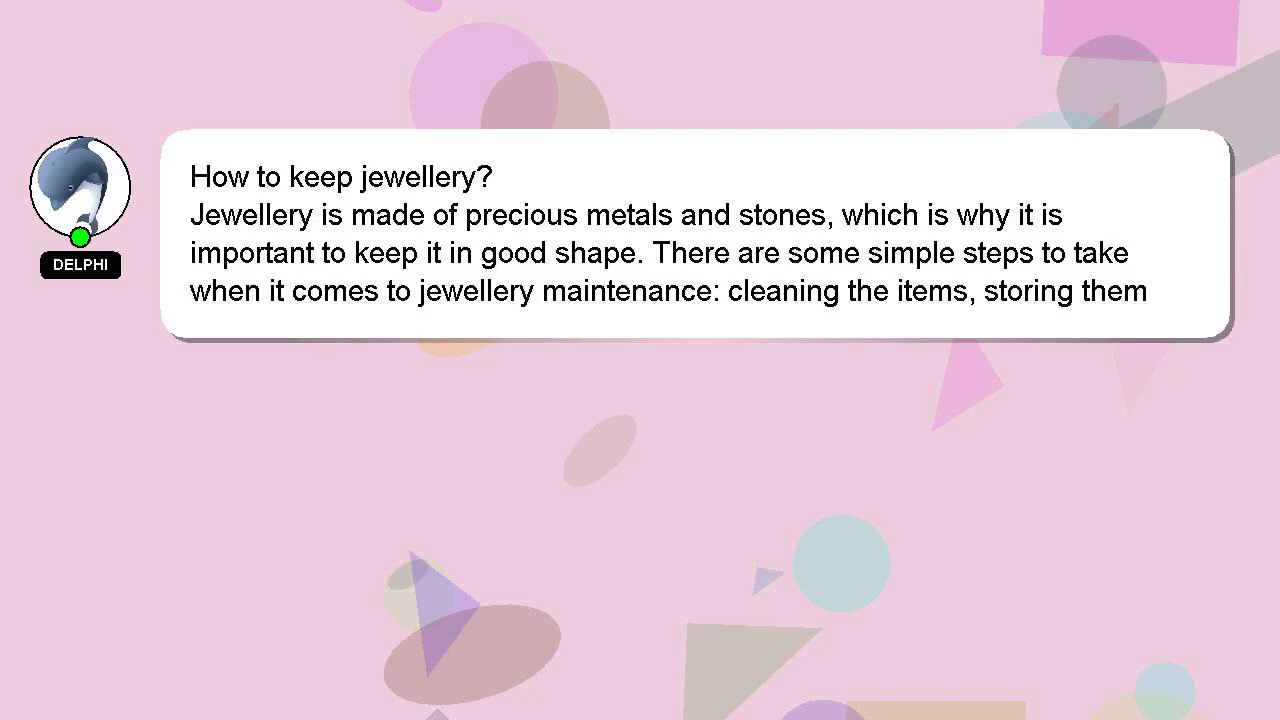 How to keep jewellery?
Jewellery is made of precious metals and stones, which is why it is
important to keep it in good shape. There are some simple steps to take
when it comes to jewellery maintenance: cleaning the items, storing them
DELPHI